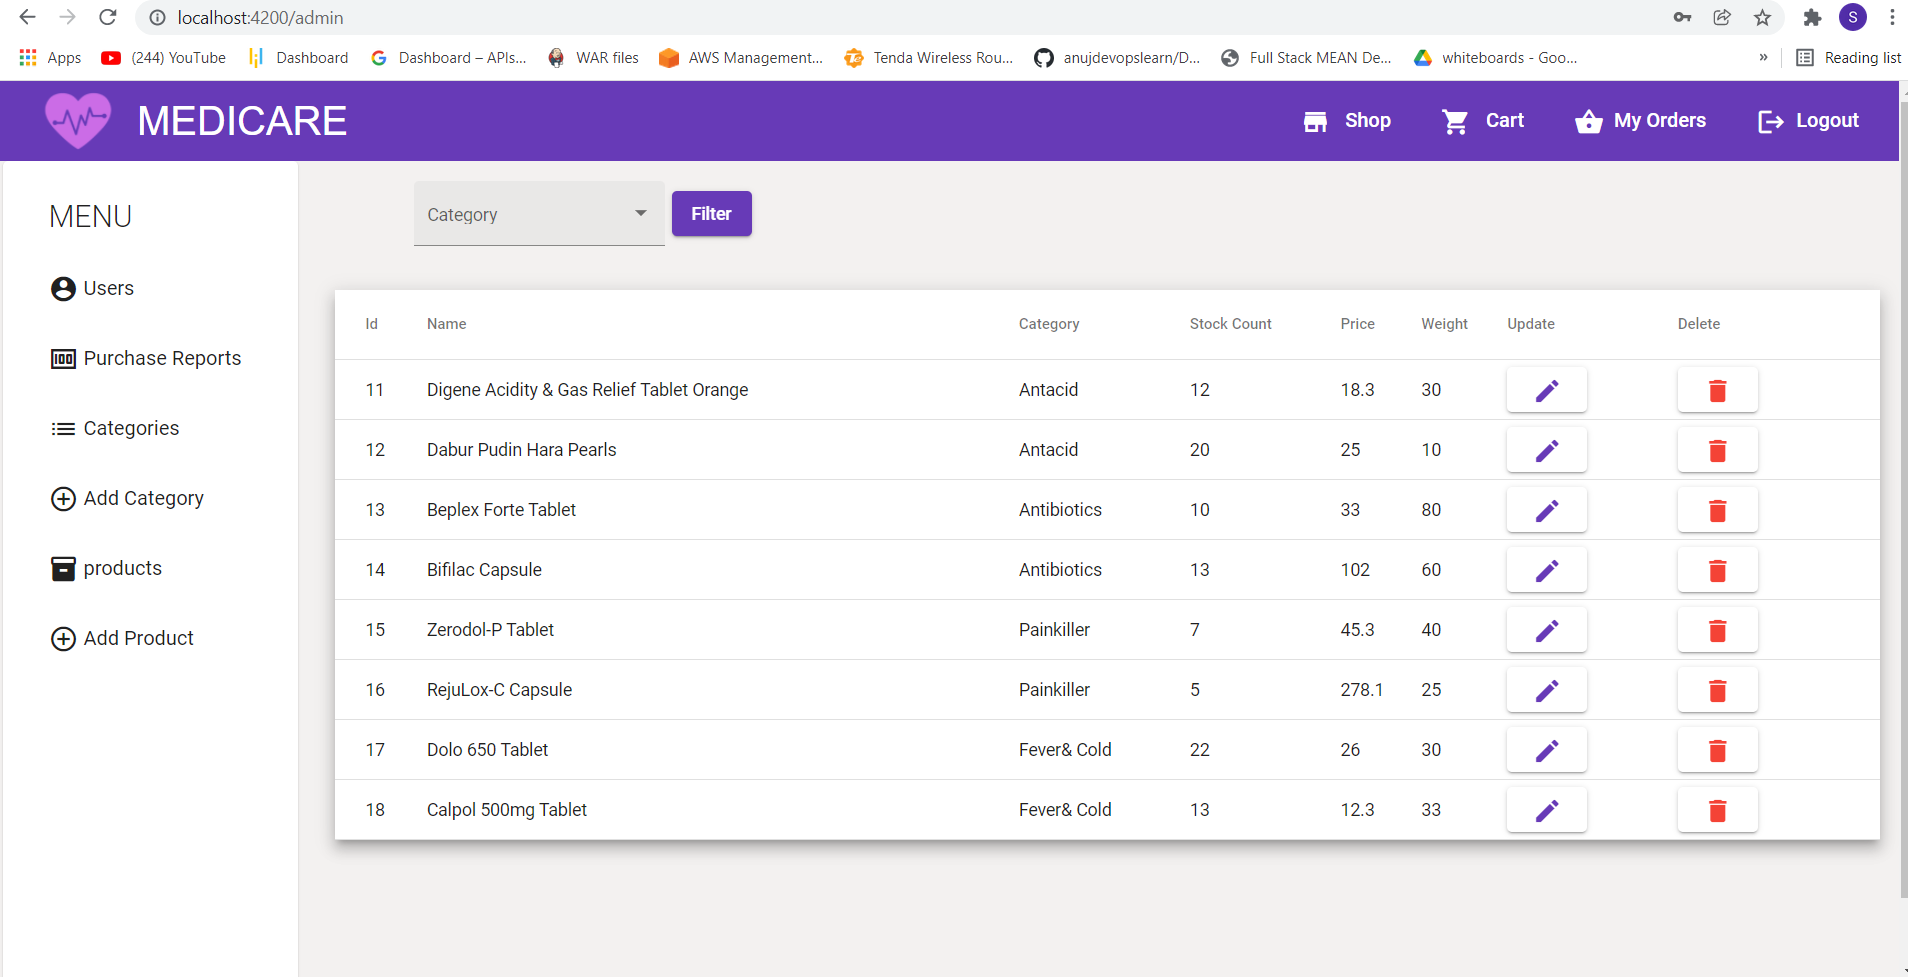 localhost:4200/admin
S
Apps (244) YouTube Dashboard Dashboard – APIs... WAR files AWS Management... Tenda Wireless Rou... anujdevopslearn/D... Full Stack MEAN De... whiteboards - Goo... » Reading list
MEDICARE Shop Cart My Orders Logout
MENU
Users
Purchase Reports
Categories
Add Category
products
Add Product
Category Filter
Id Name Category Stock Count Price Weight Update Delete
11 Digene Acidity & Gas Relief Tablet Orange Antacid 12 18.3 30
12 Dabur Pudin Hara Pearls Antacid 20 25 10
13 Beplex Forte Tablet Antibiotics 10 33 80
14 Bifilac Capsule Antibiotics 13 102 60
15 Zerodol-P Tablet Painkiller 7 45.3 40
16 RejuLox-C Capsule Painkiller 5 278.1 25
17 Dolo 650 Tablet Fever& Cold 22 26 30
18 Calpol 500mg Tablet Fever& Cold 13 12.3 33